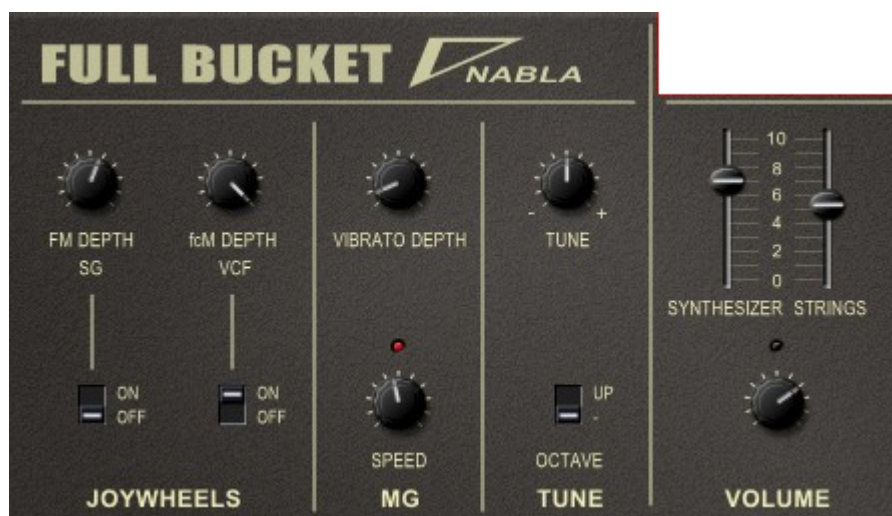 FULL BUCKET NABLA
FM DEPTH
SG
ON
OFF
fcM DEPTH
VCF
ON
OFF
JOYWHEELS
VIBRATO DEPTH
SPEED
MG
- +
TUNE
UP
-
OCTAVE
TUNE
10
8
6
4
2
0
SYNTHESIZER STRINGS
VOLUME